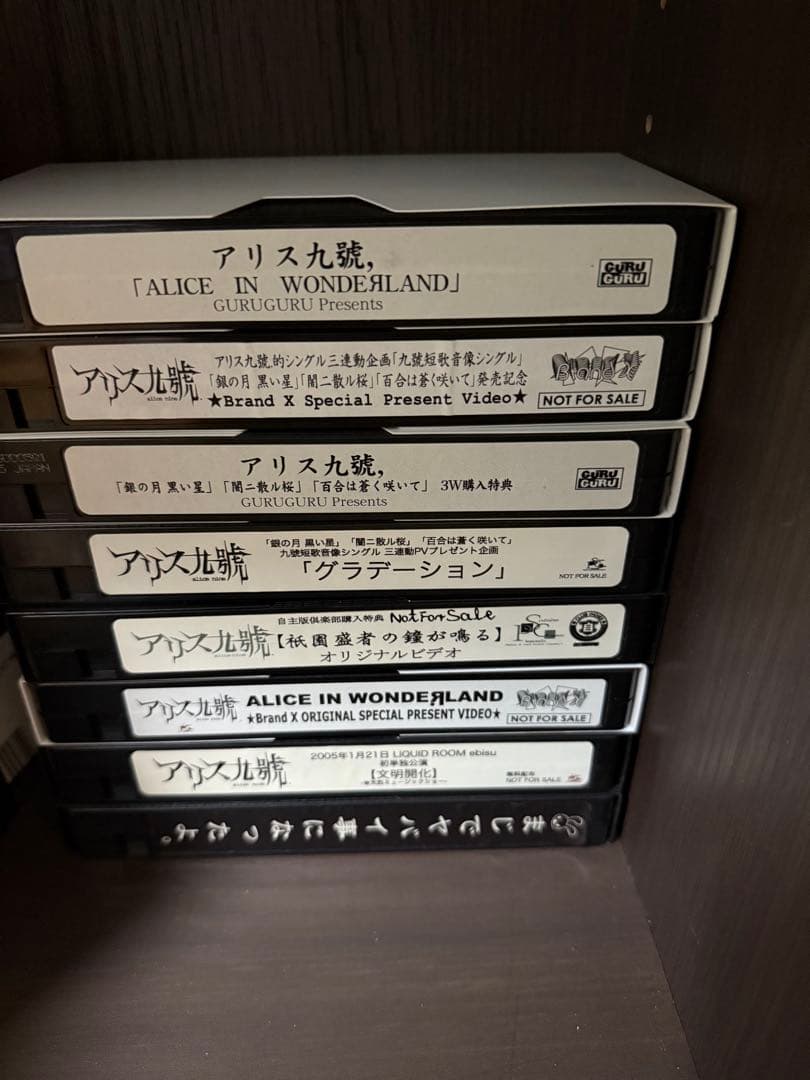 アリス九號,
「ALICE IN WONDEЯLAND」
GURUGURU Presents
GURU
GURU
アリス九號.
alice nine.
アリス九號.的シングル三連動企画「九號短歌音像シングル」
「銀の月 黒い星」「闇ニ散ル桜」「百合は蒼く咲いて」発売記念
★Brand X Special Present Video★
BrandX
NOT FOR SALE
JAPAN
アリス九號,
「銀の月 黒い星」「闇ニ散ル桜」「百合は蒼く咲いて」 3W購入特典
GURUGURU Presents
GURU
GURU
アリス九號.
alice nine.
「銀の月 黒い星」「闇ニ散ル桜」「百合は蒼く咲いて」
九號短歌音像シングル 三連動PVプレゼント企画
「グラデーション」
NOT FOR SALE
アリス九號.
自主版倶楽部購入特典 Not For Sale
【祇園盛者の鐘が鳴る】
オリジナルビデオ
アリス九號.
ALICE IN WONDEЯLAND
★Brand X ORIGINAL SPECIAL PRESENT VIDEO★
BrandX
NOT FOR SALE
アリス九號.
alice nine.
2005年1月21日 LIQUID ROOM ebisu
初単独公演
【文明開化】
無料配布
NOT FOR SALE
まじでヤバイ事になったよ。